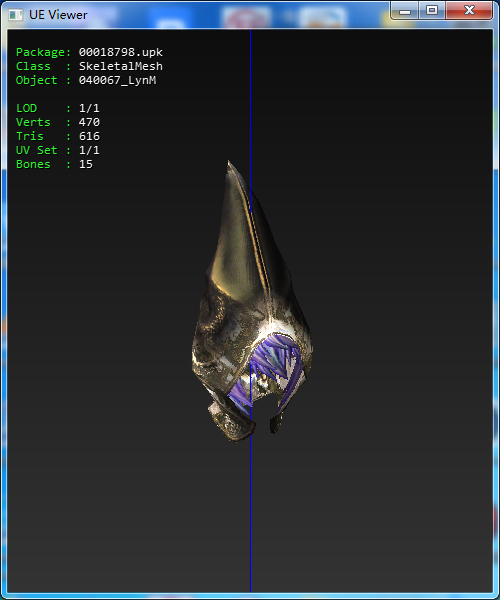 UE Viewer
Package: 00018798.upk
Class : SkeletalMesh
Object : 040067_LynM
LOD : 1/1
Verts : 470
Tris : 616
UV Set : 1/1
Bones : 15